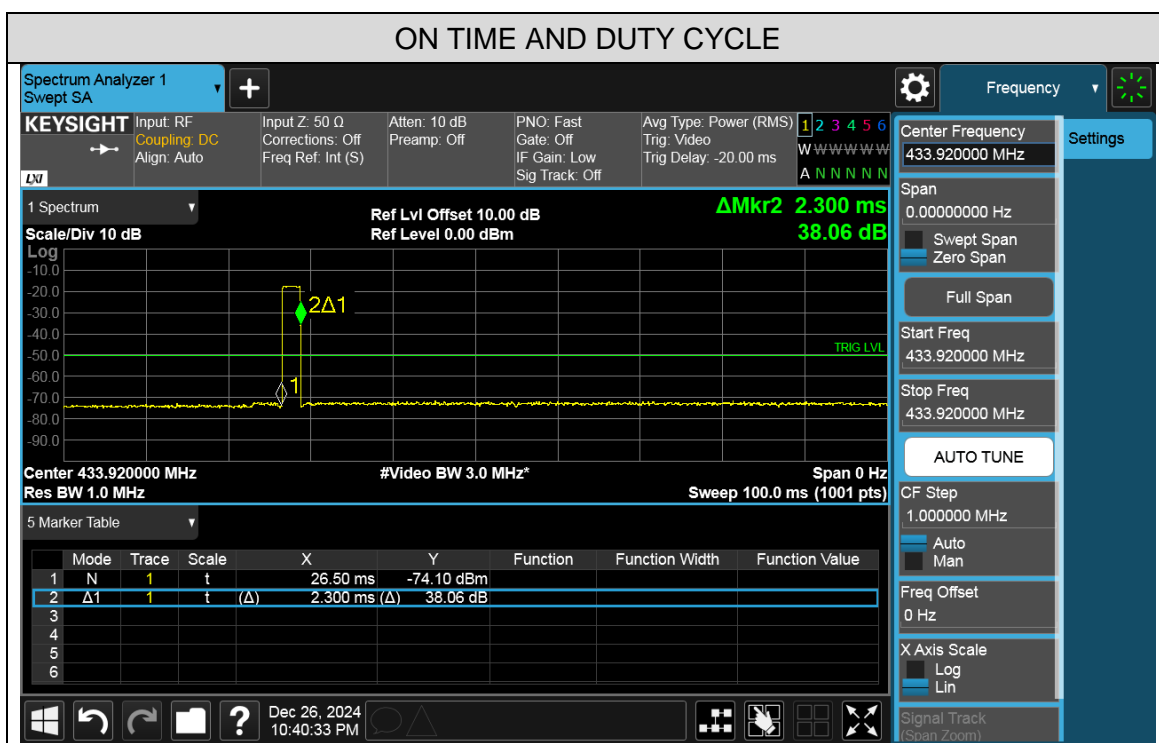 ON TIME AND DUTY CYCLE
Spectrum Analyzer 1
Swept SA
Frequency
KEYSIGHT
LXI
Input: RF
Coupling: DC
Align: Auto
Input Z: 50 Ω
Corrections: Off
Freq Ref: Int (S)
Atten: 10 dB
Preamp: Off
PNO: Fast
Gate: Off
IF Gain: Low
Sig Track: Off
Avg Type: Power (RMS)
Trig: Video
Trig Delay: -20.00 ms
1 2 3 4 5 6
W W W W W W
A N N N N N
1 Spectrum
Scale/Div 10 dB
Ref Lvl Offset 10.00 dB
Ref Level 0.00 dBm
ΔMkr2 2.300 ms
38.06 dB
Log
-10.0
-20.0
-30.0
-40.0
-50.0
-60.0
-70.0
-80.0
-90.0
2Δ1
1
TRIG LVL
Center 433.920000 MHz
#Video BW 3.0 MHz*
Span 0 Hz
Res BW 1.0 MHz
Sweep 100.0 ms (1001 pts)
5 Marker Table
Mode Trace Scale X Y Function Function Width Function Value
1 N 1 t 26.50 ms -74.10 dBm
2 Δ1 1 t (Δ) 2.300 ms (Δ) 38.06 dB
3
4
5
6
?
Dec 26, 2024
10:40:33 PM
Center Frequency
433.920000 MHz
Settings
Span
0.00000000 Hz
Swept Span
Zero Span
Full Span
Start Freq
433.920000 MHz
Stop Freq
433.920000 MHz
AUTO TUNE
CF Step
1.000000 MHz
Auto
Man
Freq Offset
0 Hz
X Axis Scale
Log
Lin
Signal Track
(Span Zoom)